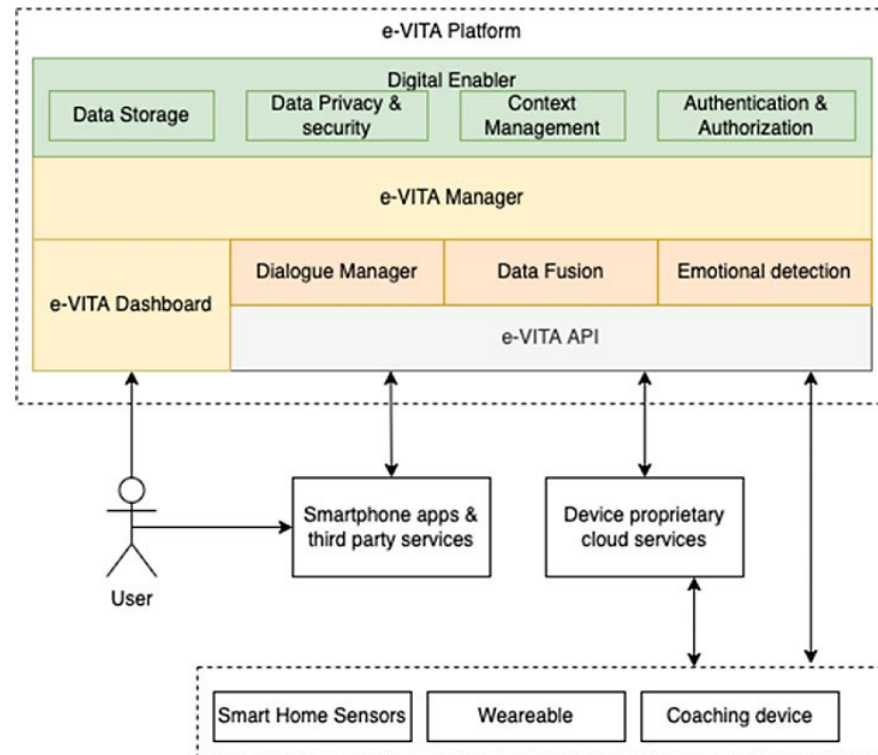 e-VITA Platform
Digital Enabler
Data Storage
Data Privacy &
security
Context
Management
Authentication &
Authorization
e-VITA Manager
e-VITA Dashboard
Dialogue Manager
Data Fusion
Emotional detection
e-VITA API
Smartphone apps &
third party services
Device proprietary
cloud services
User
Smart Home Sensors
Weareable
Coaching device